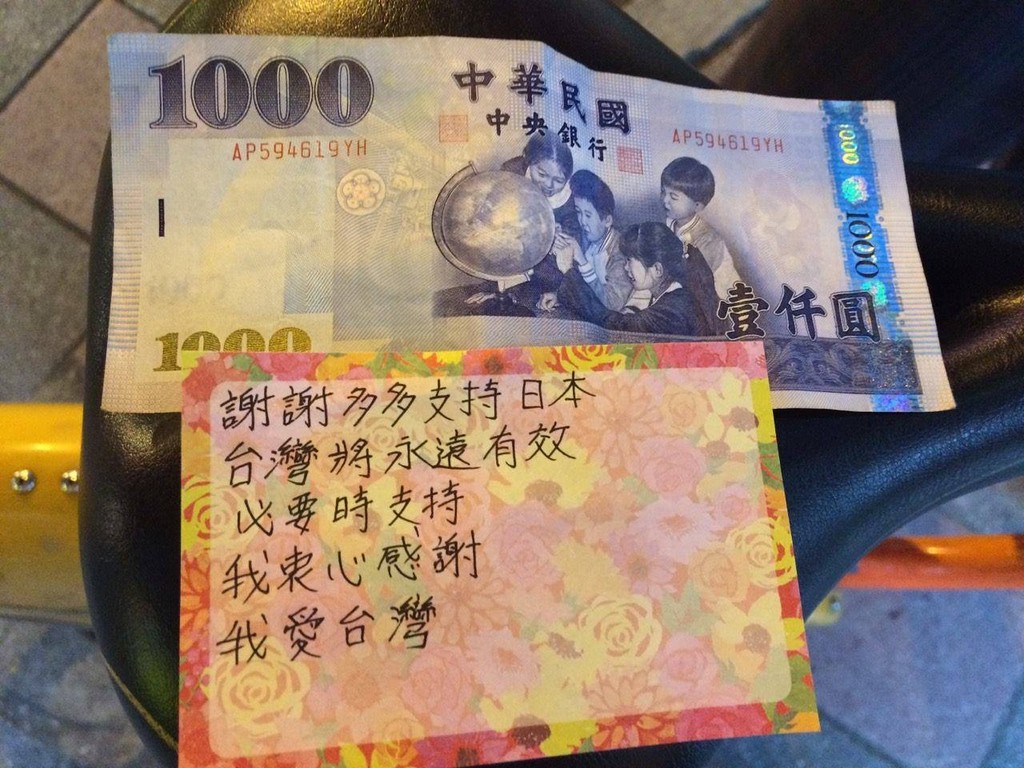 1000
中華民國
中央銀行
AP594619YH
AP594619YH
1000
1000
壹仟圓
1000
謝謝多多支持日本
台灣將永遠有效
必要時支持
我衷心感謝
我愛台灣